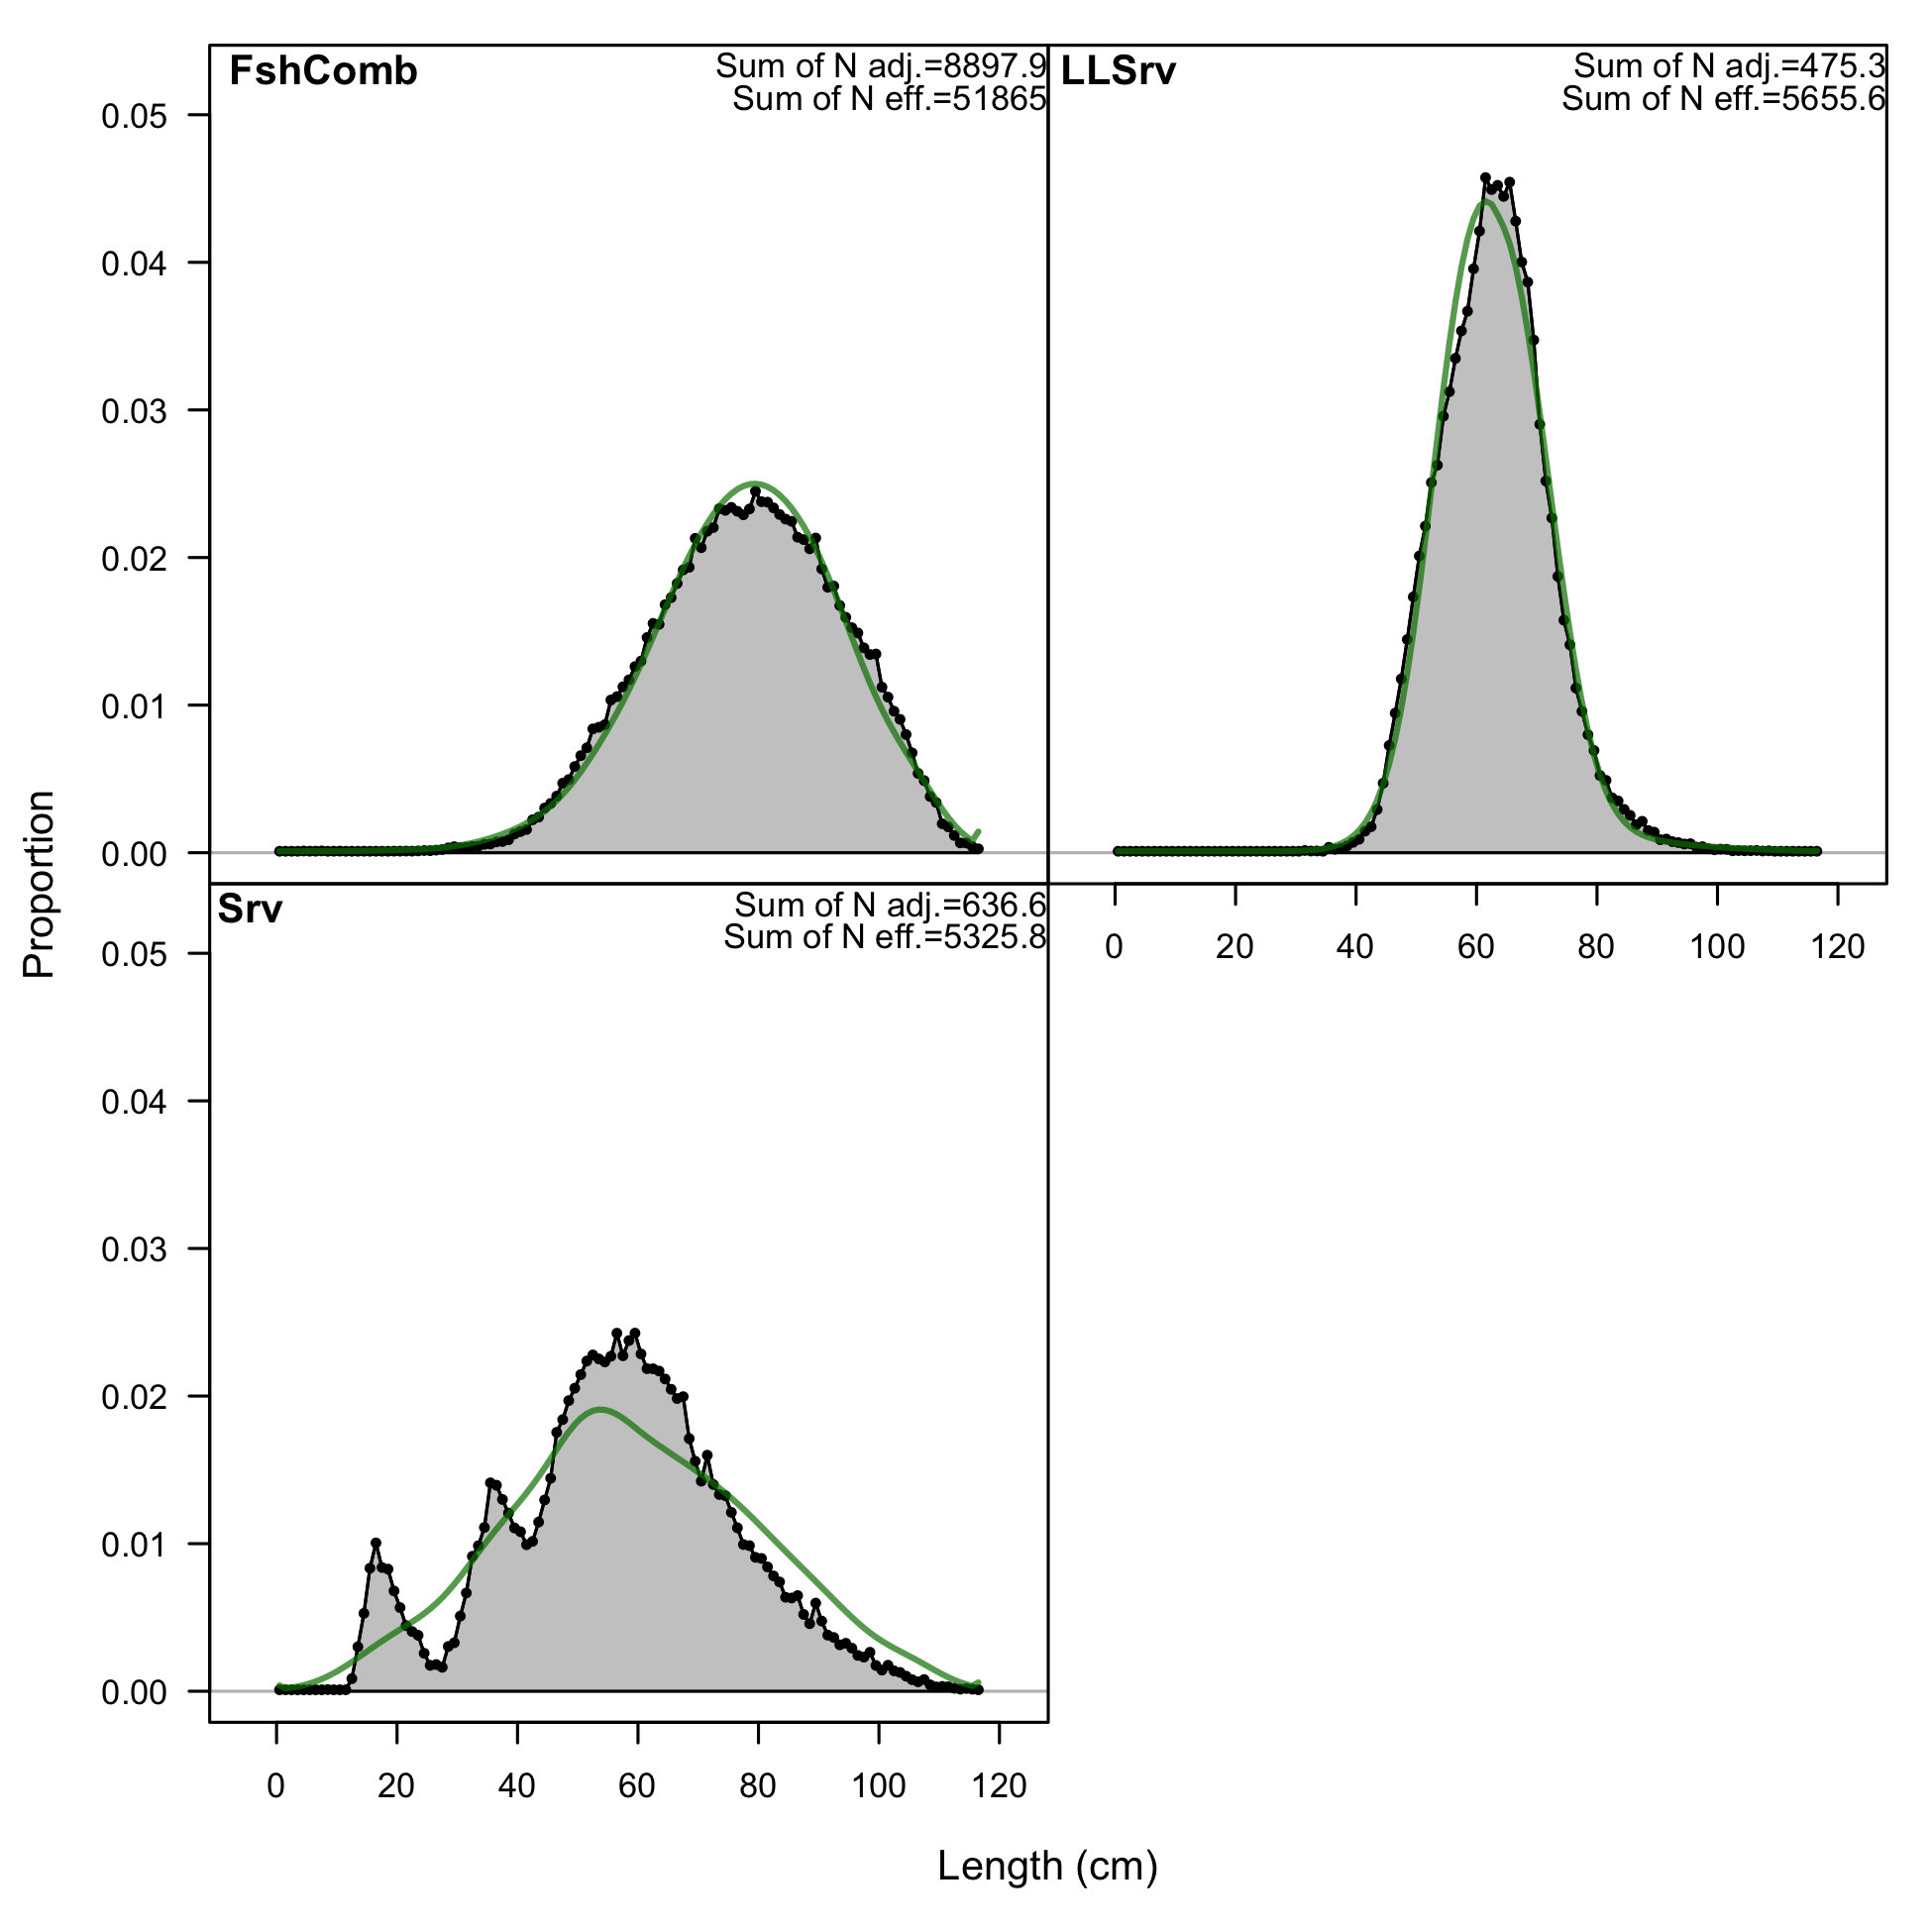 FshComb
Sum of N adj.=8897.9
Sum of N eff.=51865
LLSrv
Sum of N adj.=475.3
Sum of N eff.=5655.6
0.05
0.04
0.03
0.02
0.01
0.00
0 20 40 60 80 100 120
Srv
Sum of N adj.=636.6
Sum of N eff.=5325.8
0.05
0.04
0.03
0.02
0.01
0.00
0 20 40 60 80 100 120
Proportion
Length (cm)